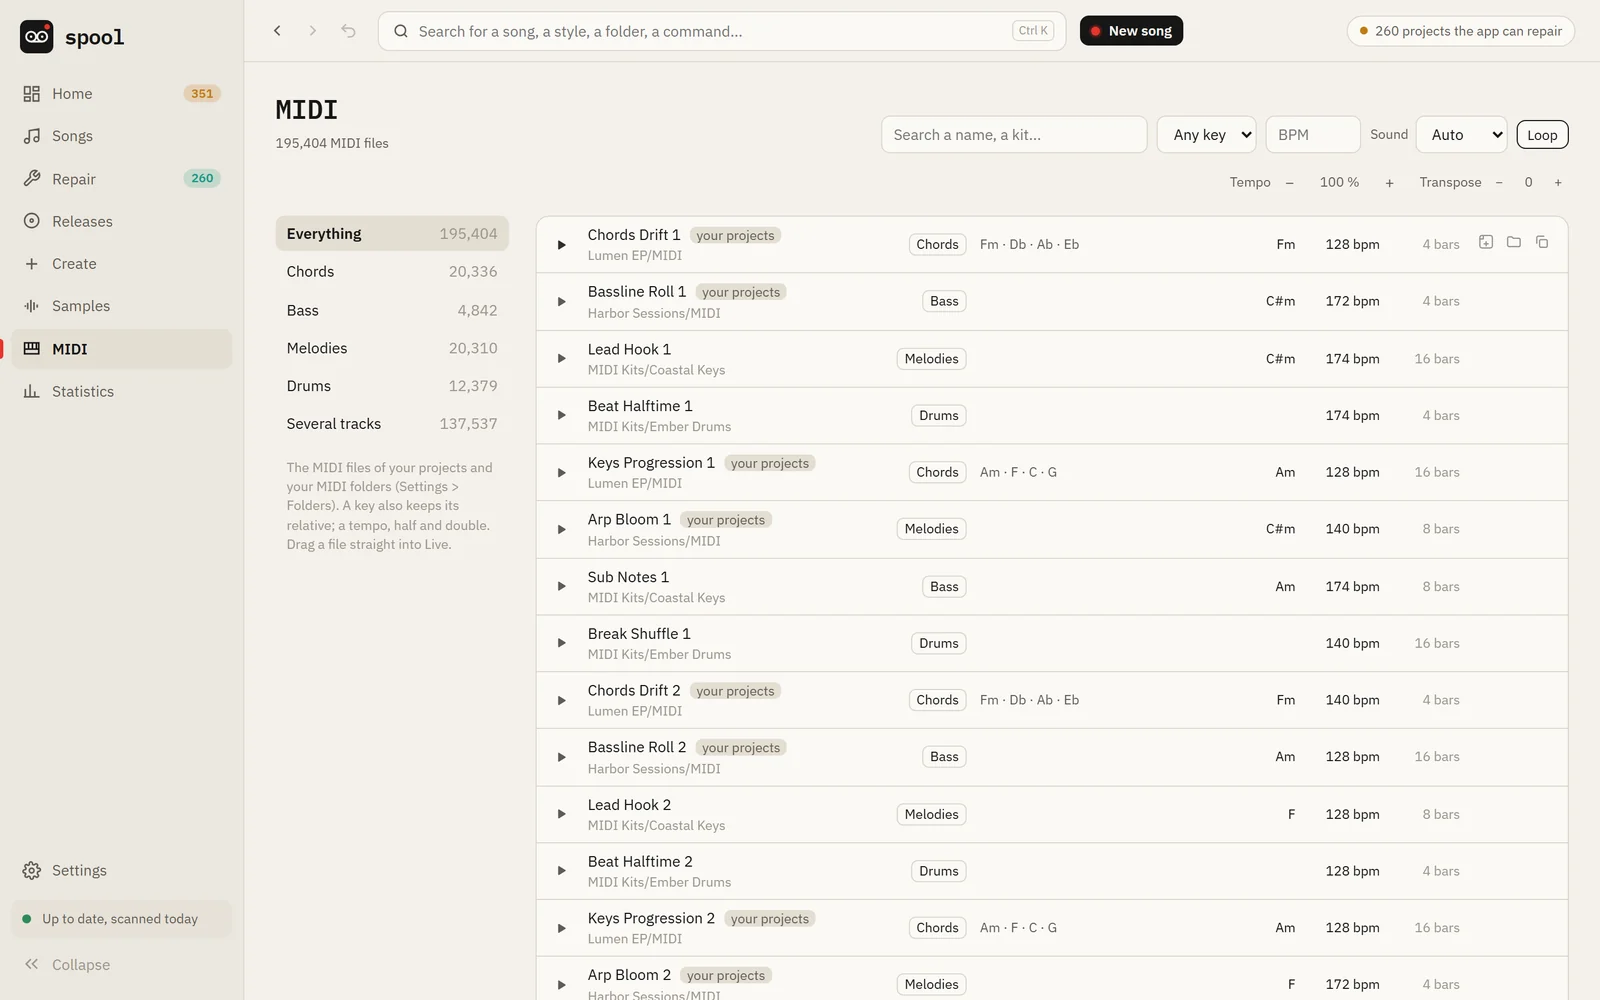 spool
Search for a song, a style, a folder, a command...
Ctrl K
New song
260 projects the app can repair
Home 351
Songs
Repair 260
Releases
Create
Samples
MIDI
Statistics
Settings
Up to date, scanned today
Collapse
MIDI
195,404 MIDI files
Search a name, a kit...
Any key
BPM
Sound
Auto
Loop
Tempo – 100 % + Transpose – 0 +
Everything 195,404
Chords 20,336
Bass 4,842
Melodies 20,310
Drums 12,379
Several tracks 137,537
The MIDI files of your projects and
your MIDI folders (Settings >
Folders). A key also keeps its
relative; a tempo, half and double.
Drag a file straight into Live.
Chords Drift 1 your projects
Lumen EP/MIDI
Chords Fm · Db · Ab · Eb Fm 128 bpm 4 bars
Bassline Roll 1 your projects
Harbor Sessions/MIDI
Bass C#m 172 bpm 4 bars
Lead Hook 1
MIDI Kits/Coastal Keys
Melodies C#m 174 bpm 16 bars
Beat Halftime 1
MIDI Kits/Ember Drums
Drums 174 bpm 4 bars
Keys Progression 1 your projects
Lumen EP/MIDI
Chords Am · F · C · G Am 128 bpm 16 bars
Arp Bloom 1 your projects
Harbor Sessions/MIDI
Melodies C#m 140 bpm 8 bars
Sub Notes 1
MIDI Kits/Coastal Keys
Bass Am 174 bpm 8 bars
Break Shuffle 1
MIDI Kits/Ember Drums
Drums 140 bpm 16 bars
Chords Drift 2 your projects
Lumen EP/MIDI
Chords Fm · Db · Ab · Eb Fm 140 bpm 4 bars
Bassline Roll 2 your projects
Harbor Sessions/MIDI
Bass Am 128 bpm 16 bars
Lead Hook 2
MIDI Kits/Coastal Keys
Melodies F 128 bpm 8 bars
Beat Halftime 2
MIDI Kits/Ember Drums
Drums 128 bpm 4 bars
Keys Progression 2 your projects
Lumen EP/MIDI
Chords Am · F · C · G Am 128 bpm 16 bars
Arp Bloom 2 your projects
Harbor Sessions/MIDI
Melodies F 172 bpm 4 bars